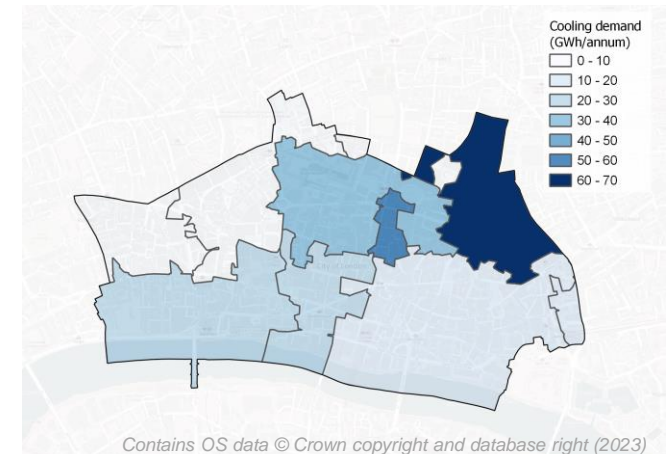 Cooling demand
(GWh/annum)
0 - 10
10 - 20
20 - 30
30 - 40
40 - 50
50 - 60
60 - 70
Contains OS data © Crown copyright and database right (2023)